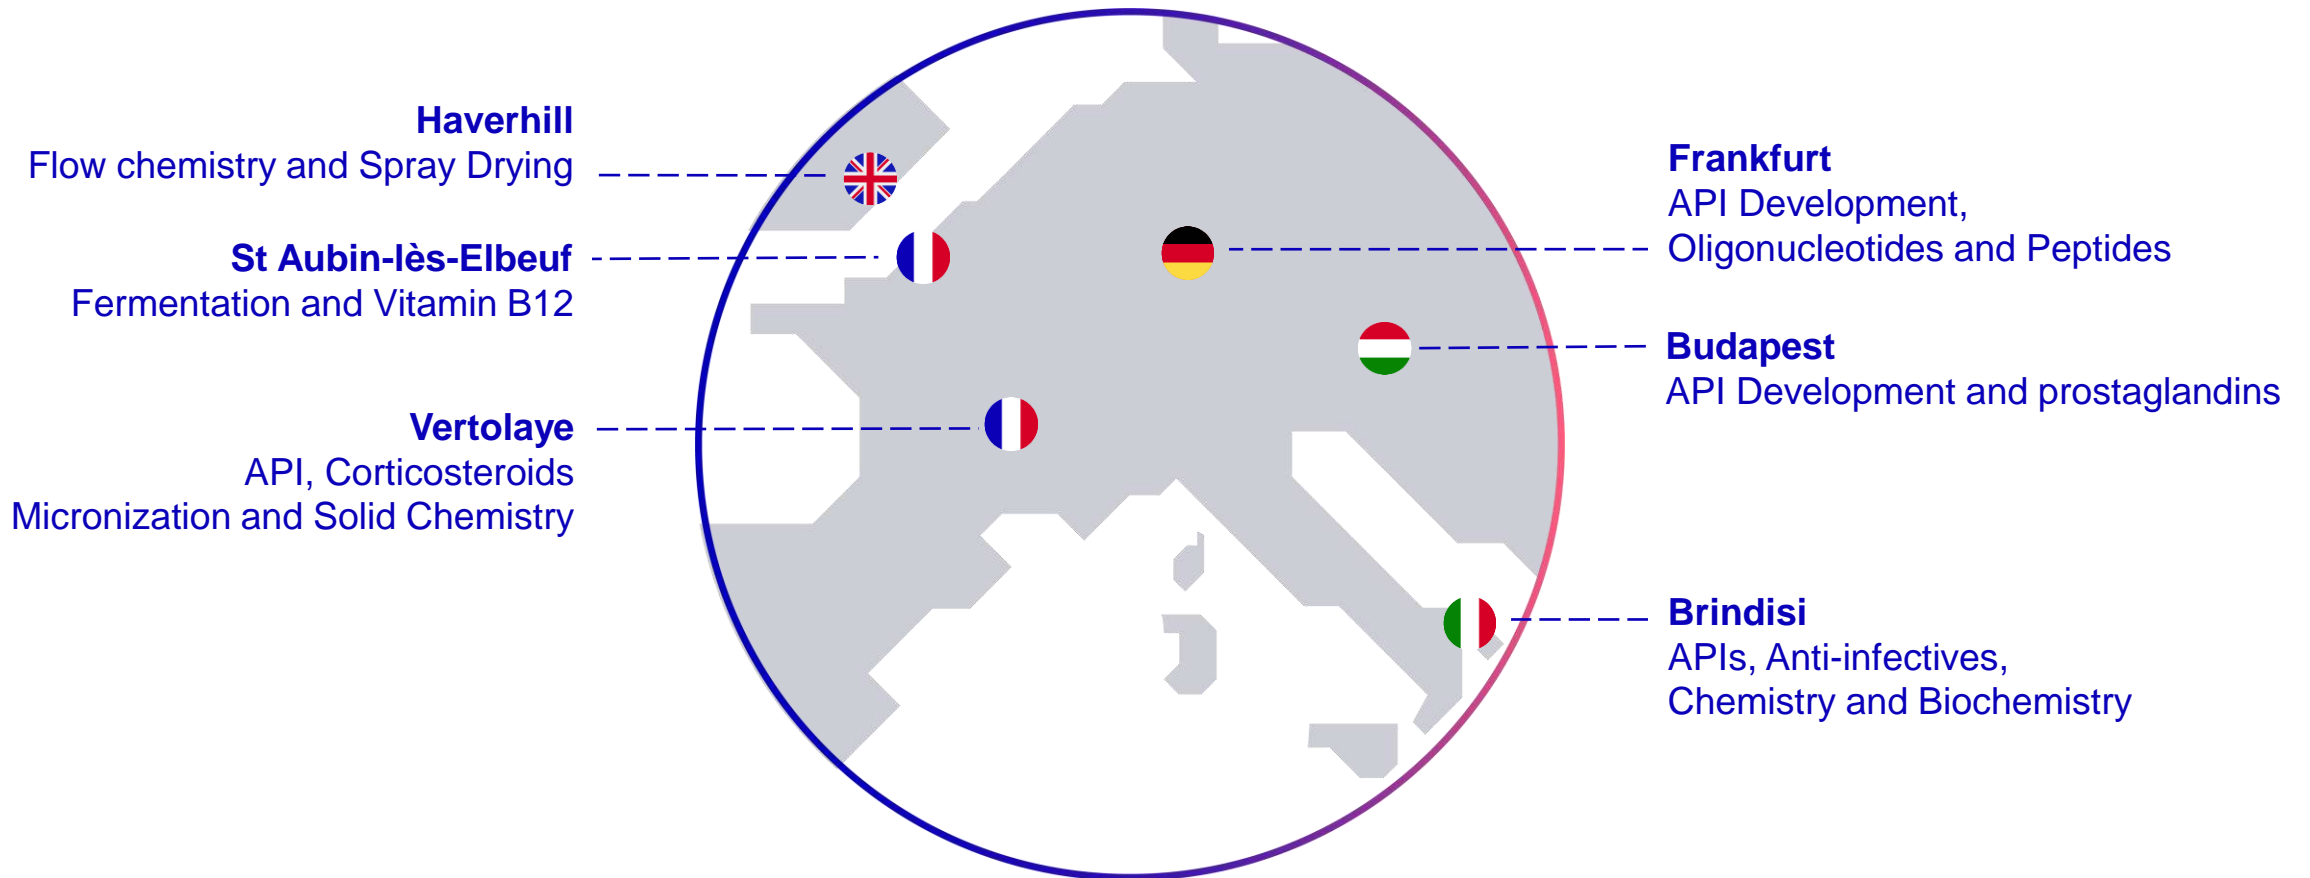 Haverhill
Flow chemistry and Spray Drying
St Aubin-lès-Elbeuf
Fermentation and Vitamin B12
Vertolaye
API, Corticosteroids
Micronization and Solid Chemistry
Frankfurt
API Development,
Oligonucleotides and Peptides
Budapest
API Development and prostaglandins
Brindisi
APIs, Anti-infectives,
Chemistry and Biochemistry